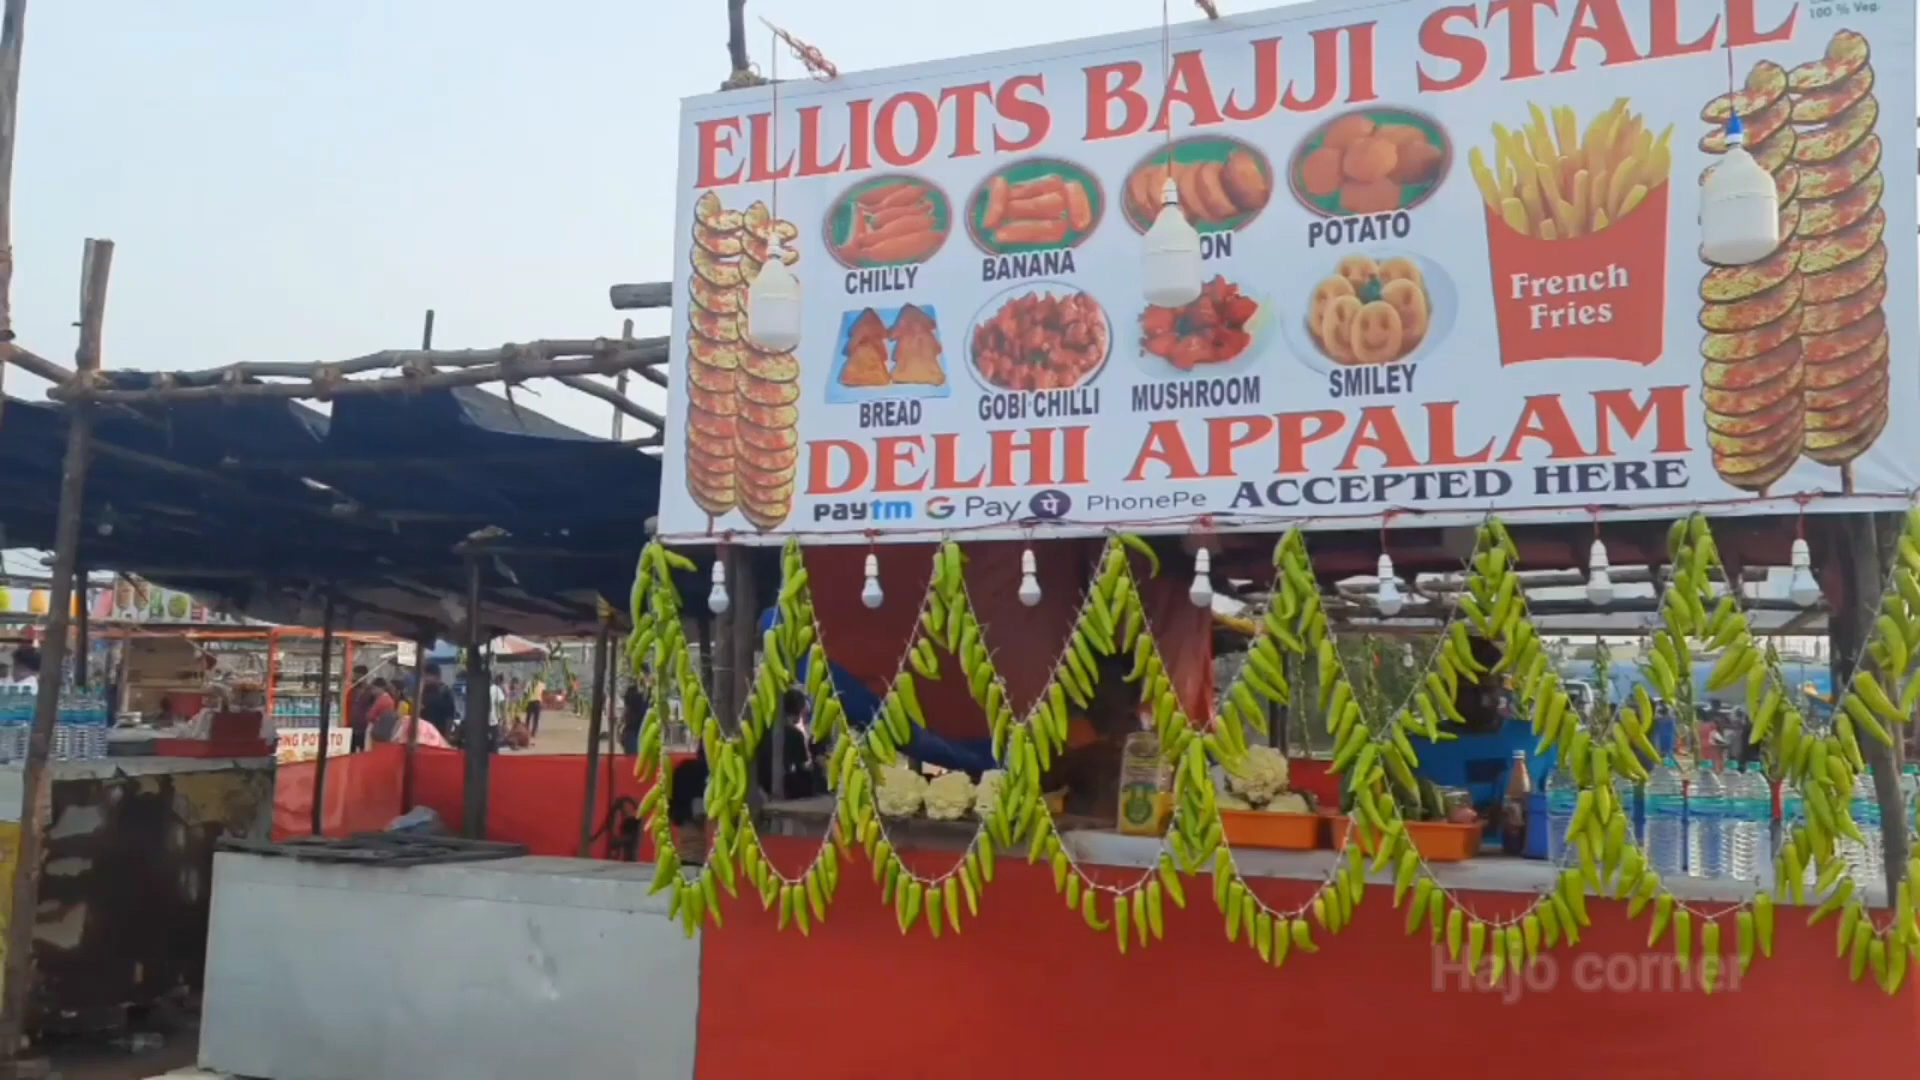 100 % Veg.
ELLIOTS BAJJI STALL
CHILLY
BANANA
POTATO
BREAD
GOBI CHILLI
MUSHROOM
SMILEY
French
Fries
DELHI APPALAM
paytm G Pay पे PhonePe ACCEPTED HERE
POTATO
Hajo corner